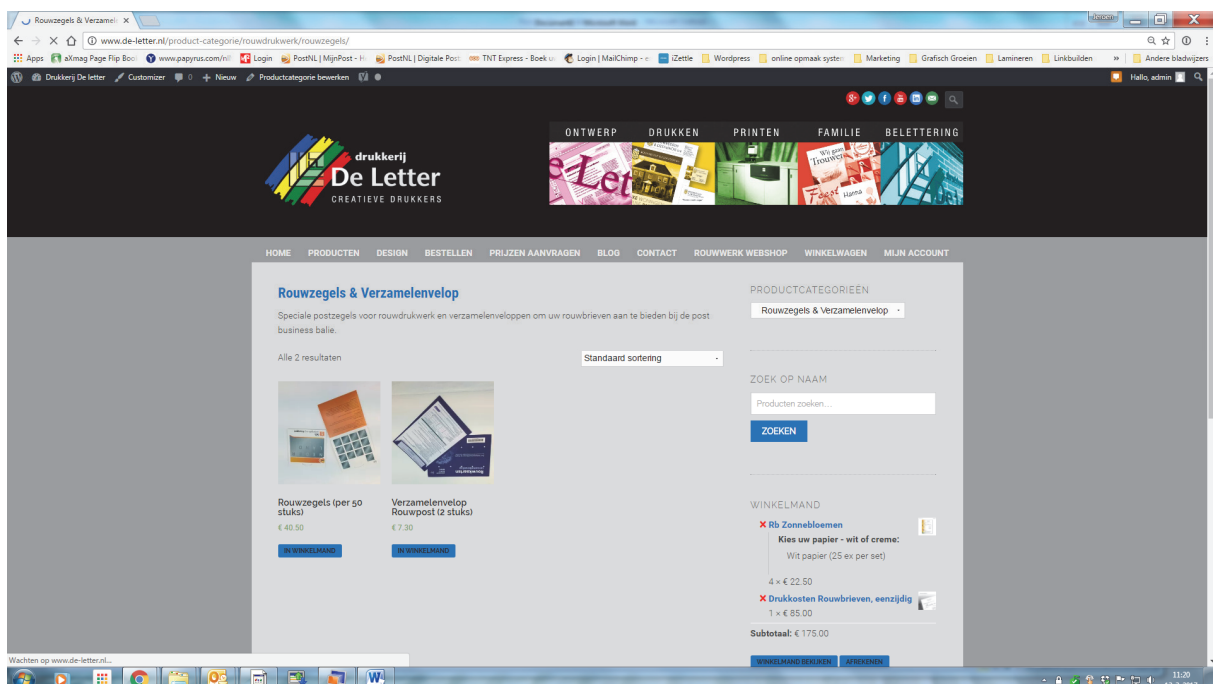 Rouwzegels & Verzamel
www.de-letter.nl/product-categorie/rouwdrukwerk/rouwzegels/
Apps aXmag Page Flip Boo www.papyrus.com/nl Login PostNL | MijnPost - H PostNL | Digitale Post TNT Express - Boek u Login | MailChimp - e iZettle Wordpress online opmaak system Marketing Grafisch Groeien Lamineren Linkbuilden » Andere bladwijzers
Drukkerij De letter Customizer 0 + Nieuw Productcategorie bewerken Hallo, admin
ONTWERP DRUKKEN PRINTEN FAMILIE BELETTERING
drukkerij
De Letter
CREATIEVE DRUKKERS
HOME PRODUCTEN DESIGN BESTELLEN PRIJZEN AANVRAGEN BLOG CONTACT ROUWWERK WEBSHOP WINKELWAGEN MIJN ACCOUNT
Rouwzegels & Verzamelenvelop
Speciale postzegels voor rouwdrukwerk en verzamelenveloppen om uw rouwbrieven aan te bieden bij de post
business balie.
Alle 2 resultaten
Standaard sortering
Rouwzegels (per 50
stuks)
€ 40.50
IN WINKELMAND
Verzamelenvelop
Rouwpost (2 stuks)
€ 7.30
IN WINKELMAND
PRODUCTCATEGORIEËN
Rouwzegels & Verzamelenvelop
ZOEK OP NAAM
Producten zoeken...
ZOEKEN
WINKELMAND
Rb Zonnebloemen
Kies uw papier - wit of creme:
Wit papier (25 ex per set)
4 × € 22.50
Drukkosten Rouwbrieven, eenzijdig
1 × € 85.00
Subtotaal: € 175.00
WINKELMAND BEKIJKEN AFREKENEN
Wachten op www.de-letter.nl...
11:20